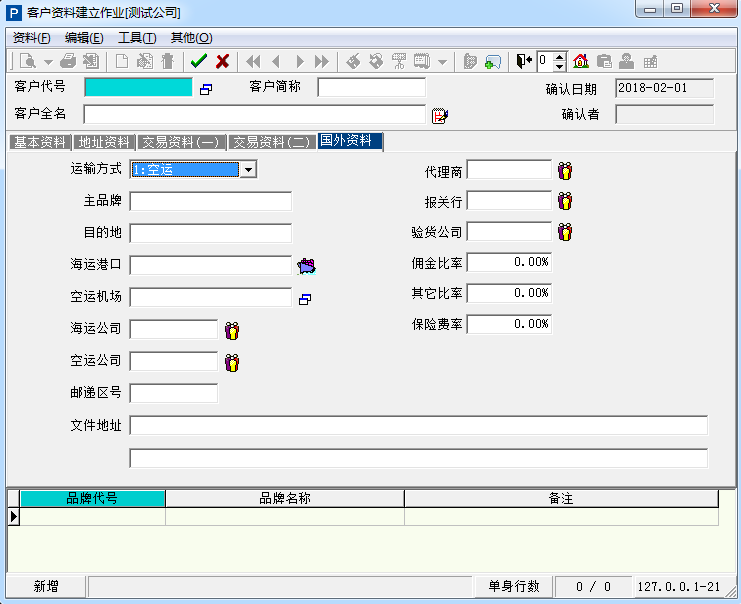 客户资料建立作业[测试公司]
资料(F) 编辑(E) 工具(T) 其他(O)
0
客户代号 客户简称 确认日期 2018-02-01
客户全名 确认者
基本资料 地址资料 交易资料(一) 交易资料(二) 国外资料
运输方式 1:空运 代理商
主品牌 报关行
目的地 验货公司
海运港口 佣金比率 0.00%
空运机场 其它比率 0.00%
海运公司 保险费率 0.00%
空运公司
邮递区号
文件地址
品牌代号 品牌名称 备注
新增 单身行数 0 / 0 127.0.0.1-21